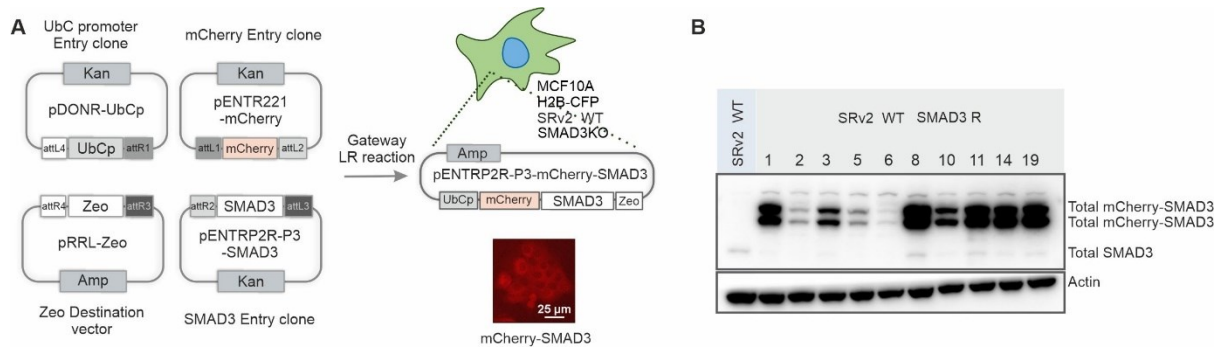 A
UbC promoter
Entry clone
mCherry Entry clone
Kan
pDONR-UbCp
attL4
UbCp
attR1
Kan
pENTR221
-mCherry
attL1
mCherry
attL2
attR4
Zeo
attR3
pRRL-Zeo
Amp
Zeo Destination
vector
attR2
SMAD3
attL3
pENTRP2R-P3
-SMAD3
Kan
SMAD3 Entry clone
Gateway
LR reaction
MCF10A
H2B-CFP
SRv2 WT
SMAD3KO
Amp
pENTRP2R-P3-mCherry-SMAD3
UbCp
mCherry
SMAD3
Zeo
25 µm
mCherry-SMAD3
B
SRv2 WT
SRv2 WT SMAD3 R
1 2 3 5 6 8 10 11 14 19
Total mCherry-SMAD3
Total mCherry-SMAD3
Total SMAD3
Actin